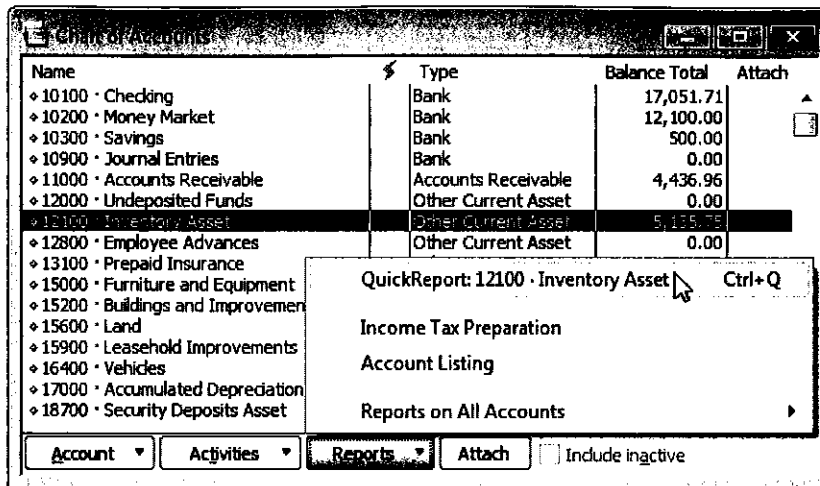 Chart of Accounts
Name Type Balance Total Attach
10100 · Checking Bank 17,051.71
10200 · Money Market Bank 12,100.00
10300 · Savings Bank 500.00
10900 · Journal Entries Bank 0.00
11000 · Accounts Receivable Accounts Receivable 4,436.96
12000 · Undeposited Funds Other Current Asset 0.00
12100 · Inventory Asset Other Current Asset 5,135.75
12800 · Employee Advances Other Current Asset 0.00
13100 · Prepaid Insurance
15000 · Furniture and Equipment QuickReport: 12100 · Inventory Asset Ctrl+Q
15200 · Buildings and Improvemen
15600 · Land Income Tax Preparation
15900 · Leasehold Improvements
16400 · Vehicles Account Listing
17000 · Accumulated Depreciation
18700 · Security Deposits Asset Reports on All Accounts
Account Activities Reports Attach Include inactive